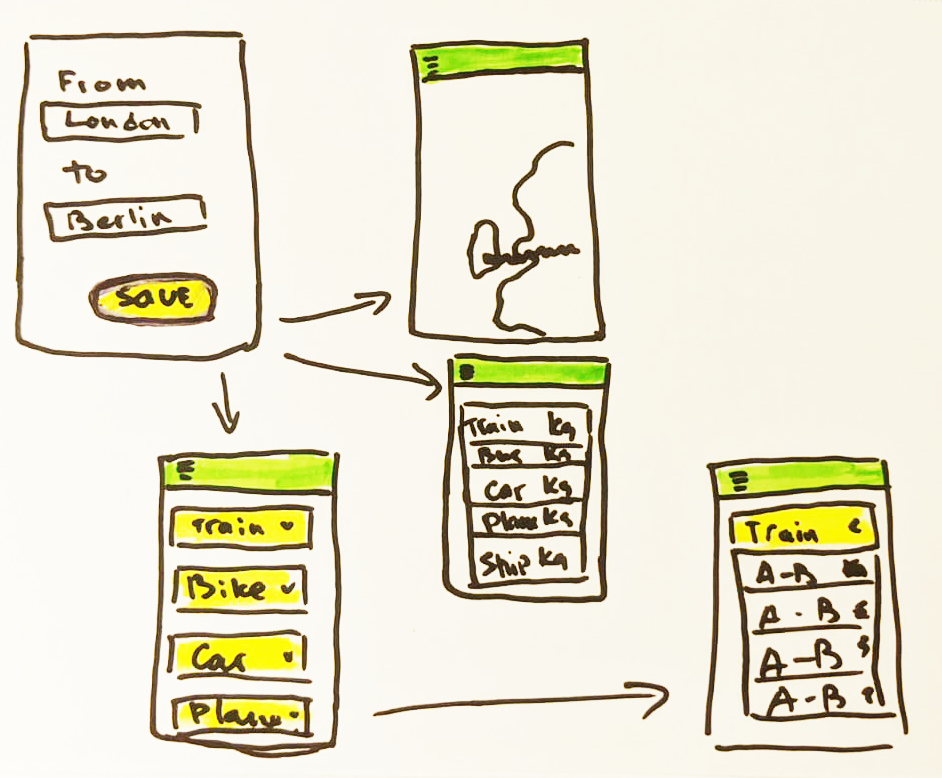 From
London
to
Berlin
Save
Train kg
kg
Car kg
Plane kg
Ship kg
Train
Bike
Car
Plane
Train
A-B
A-B
A-B
A-B